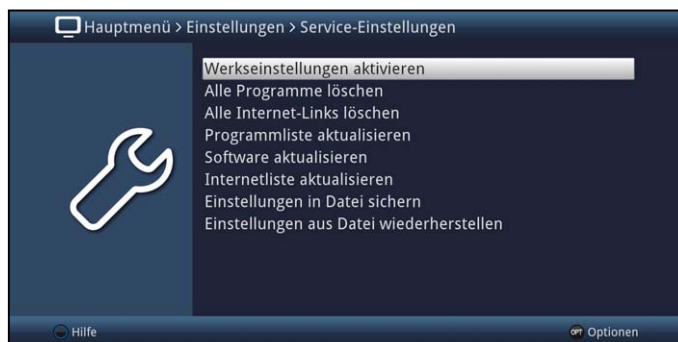 Hauptmenü > Einstellungen > Service-Einstellungen
Werkseinstellungen aktivieren
Alle Programme löschen
Alle Internet-Links löschen
Programmliste aktualisieren
Software aktualisieren
Internetliste aktualisieren
Einstellungen in Datei sichern
Einstellungen aus Datei wiederherstellen
Hilfe
OPT Optionen